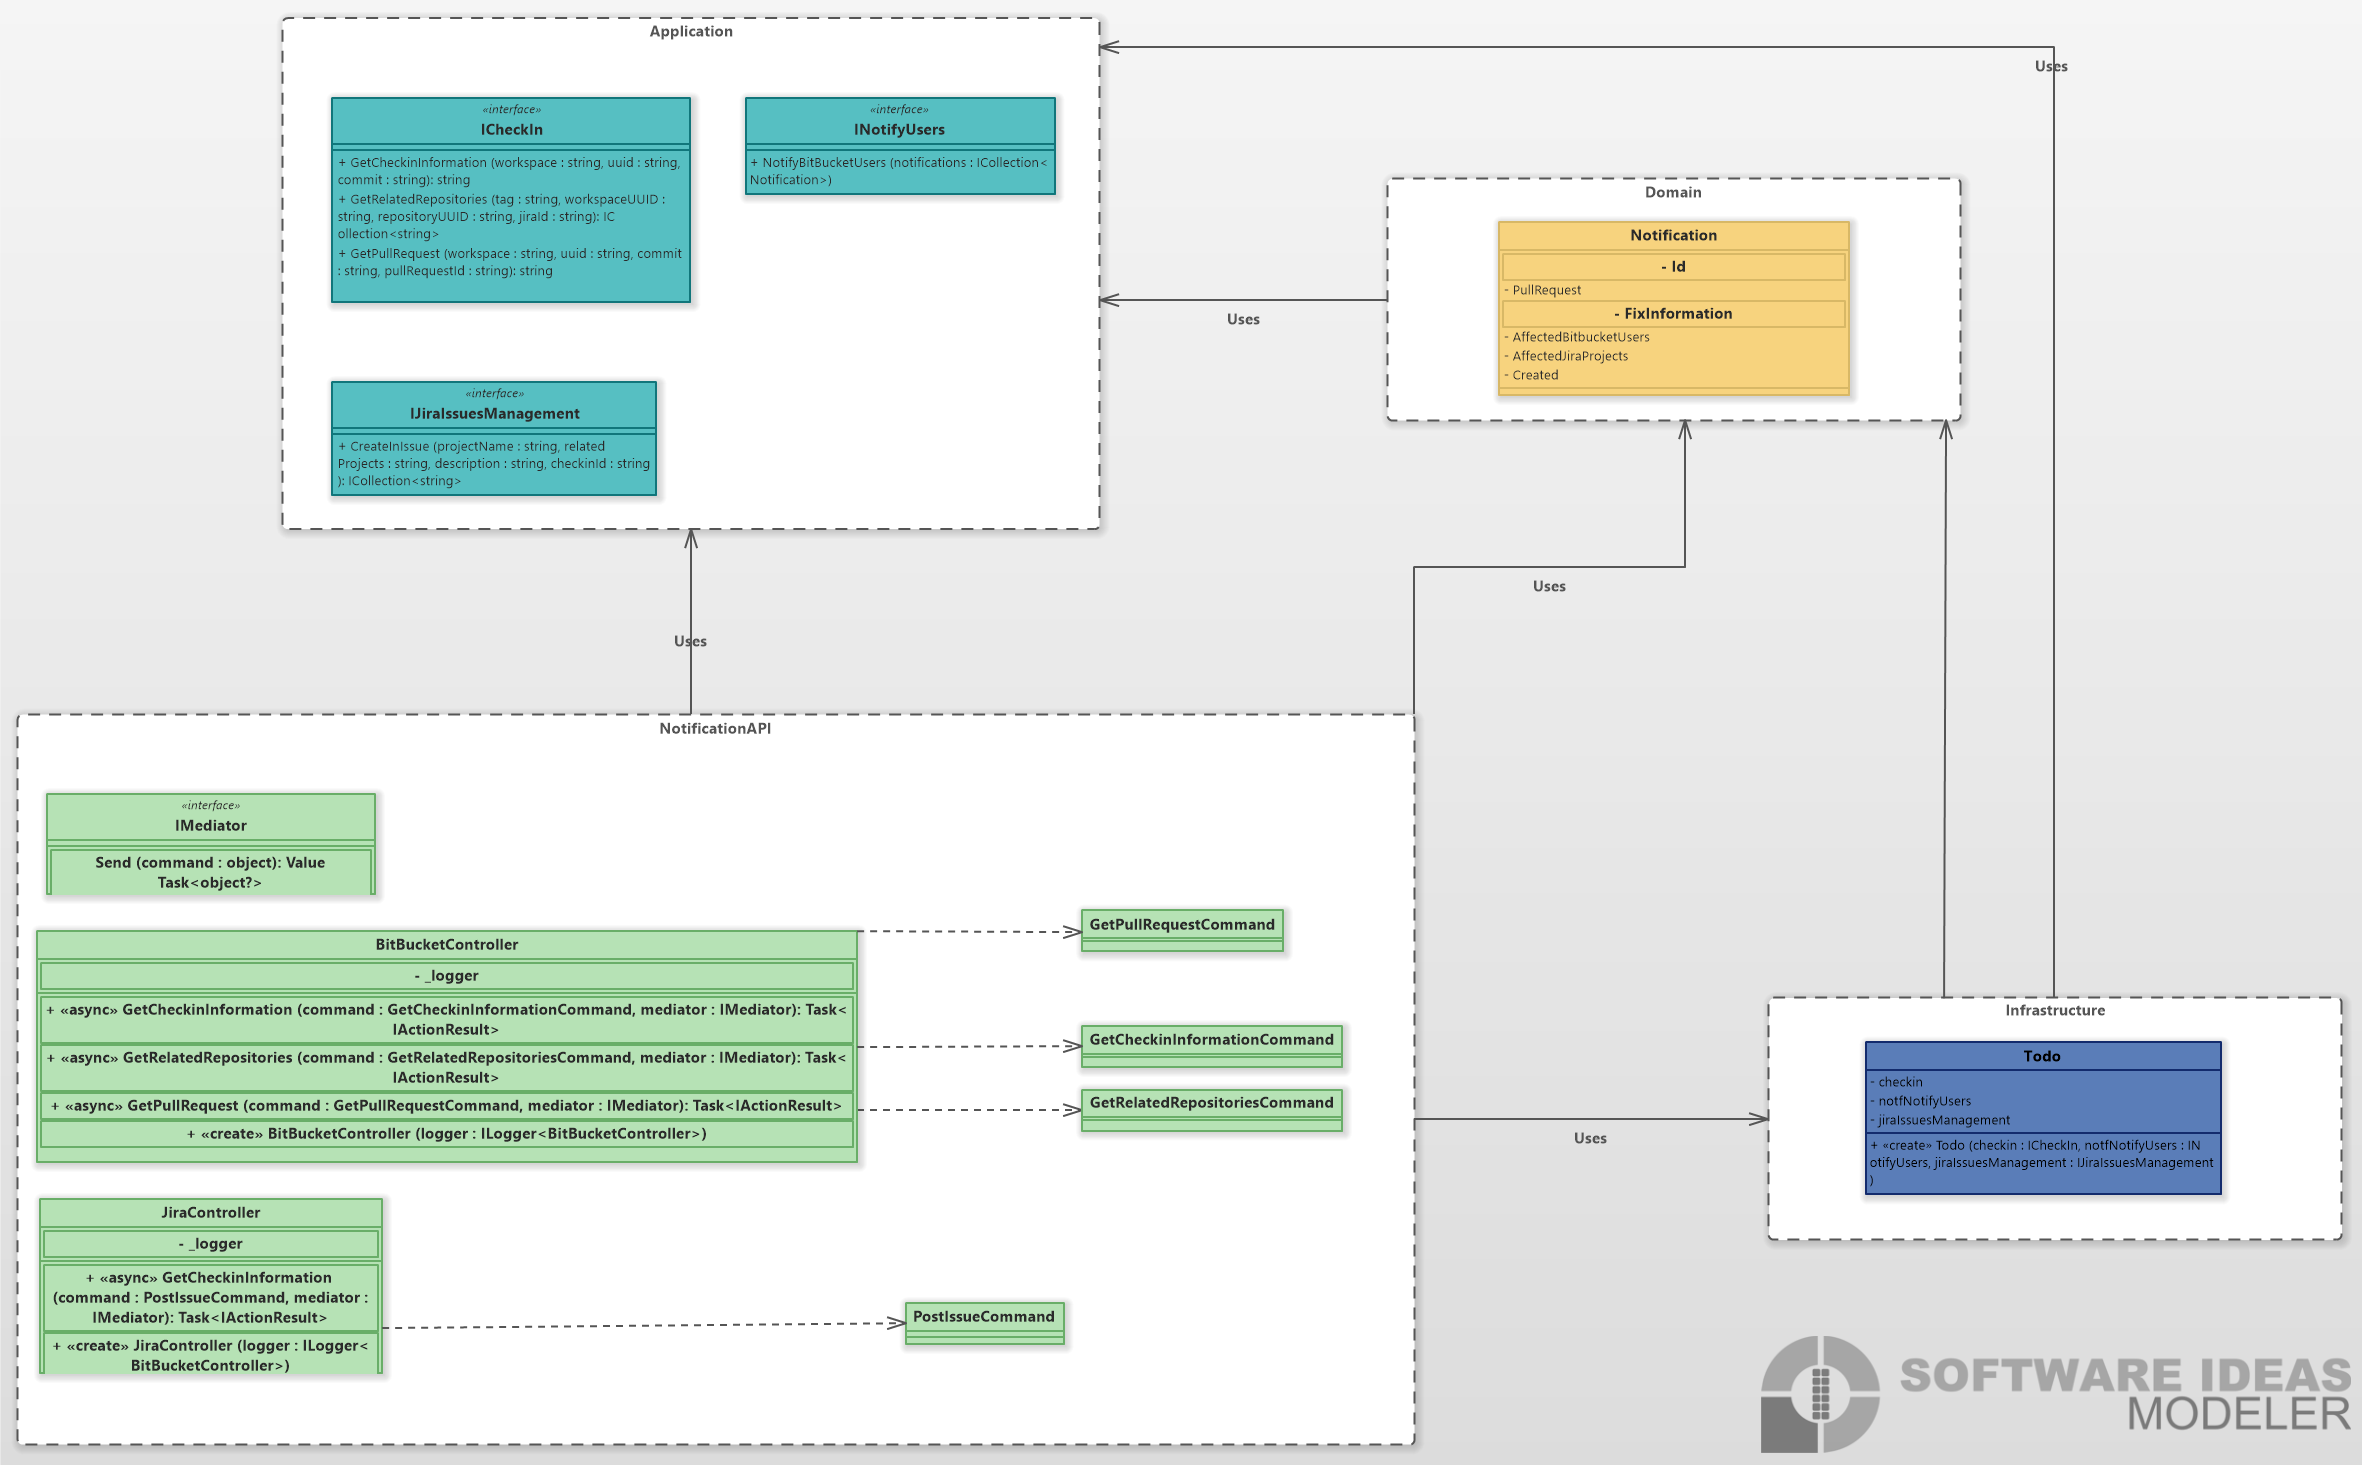 Application
«interface»
ICheckIn
+ GetCheckinInformation (workspace : string, uuid : string,
commit : string): string
+ GetRelatedRepositories (tag : string, workspaceUUID :
string, repositoryUUID : string, jiraId : string): IC
ollection<string>
+ GetPullRequest (workspace : string, uuid : string, commit
: string, pullRequestId : string): string
«interface»
INotifyUsers
+ NotifyBitBucketUsers (notifications : ICollection<
Notification>)
«interface»
IJiraIssuesManagement
+ CreateInIssue (projectName : string, related
Projects : string, description : string, checkinId : string
): ICollection<string>
Uses
Domain
Notification
- Id
- PullRequest
- FixInformation
- AffectedBitbucketUsers
- AffectedJiraProjects
- Created
Uses
Uses
Uses
NotificationAPI
«interface»
IMediator
Send (command : object): Value
Task<object?>
BitBucketController
- _logger
+ «async» GetCheckinInformation (command : GetCheckinInformationCommand, mediator : IMediator): Task<
IActionResult>
+ «async» GetRelatedRepositories (command : GetRelatedRepositoriesCommand, mediator : IMediator): Task<
IActionResult>
+ «async» GetPullRequest (command : GetPullRequestCommand, mediator : IMediator): Task<IActionResult>
+ «create» BitBucketController (logger : ILogger<BitBucketController>)
GetPullRequestCommand
GetCheckinInformationCommand
GetRelatedRepositoriesCommand
JiraController
- _logger
+ «async» GetCheckinInformation
(command : PostIssueCommand, mediator :
IMediator): Task<IActionResult>
+ «create» JiraController (logger : ILogger<
BitBucketController>)
PostIssueCommand
Uses
Infrastructure
Todo
- checkin
- notfNotifyUsers
- jiraIssuesManagement
+ «create» Todo (checkin : ICheckIn, notfNotifyUsers : IN
otifyUsers, jiraIssuesManagement : IJiraIssuesManagement
)
SOFTWARE IDEAS
MODELER